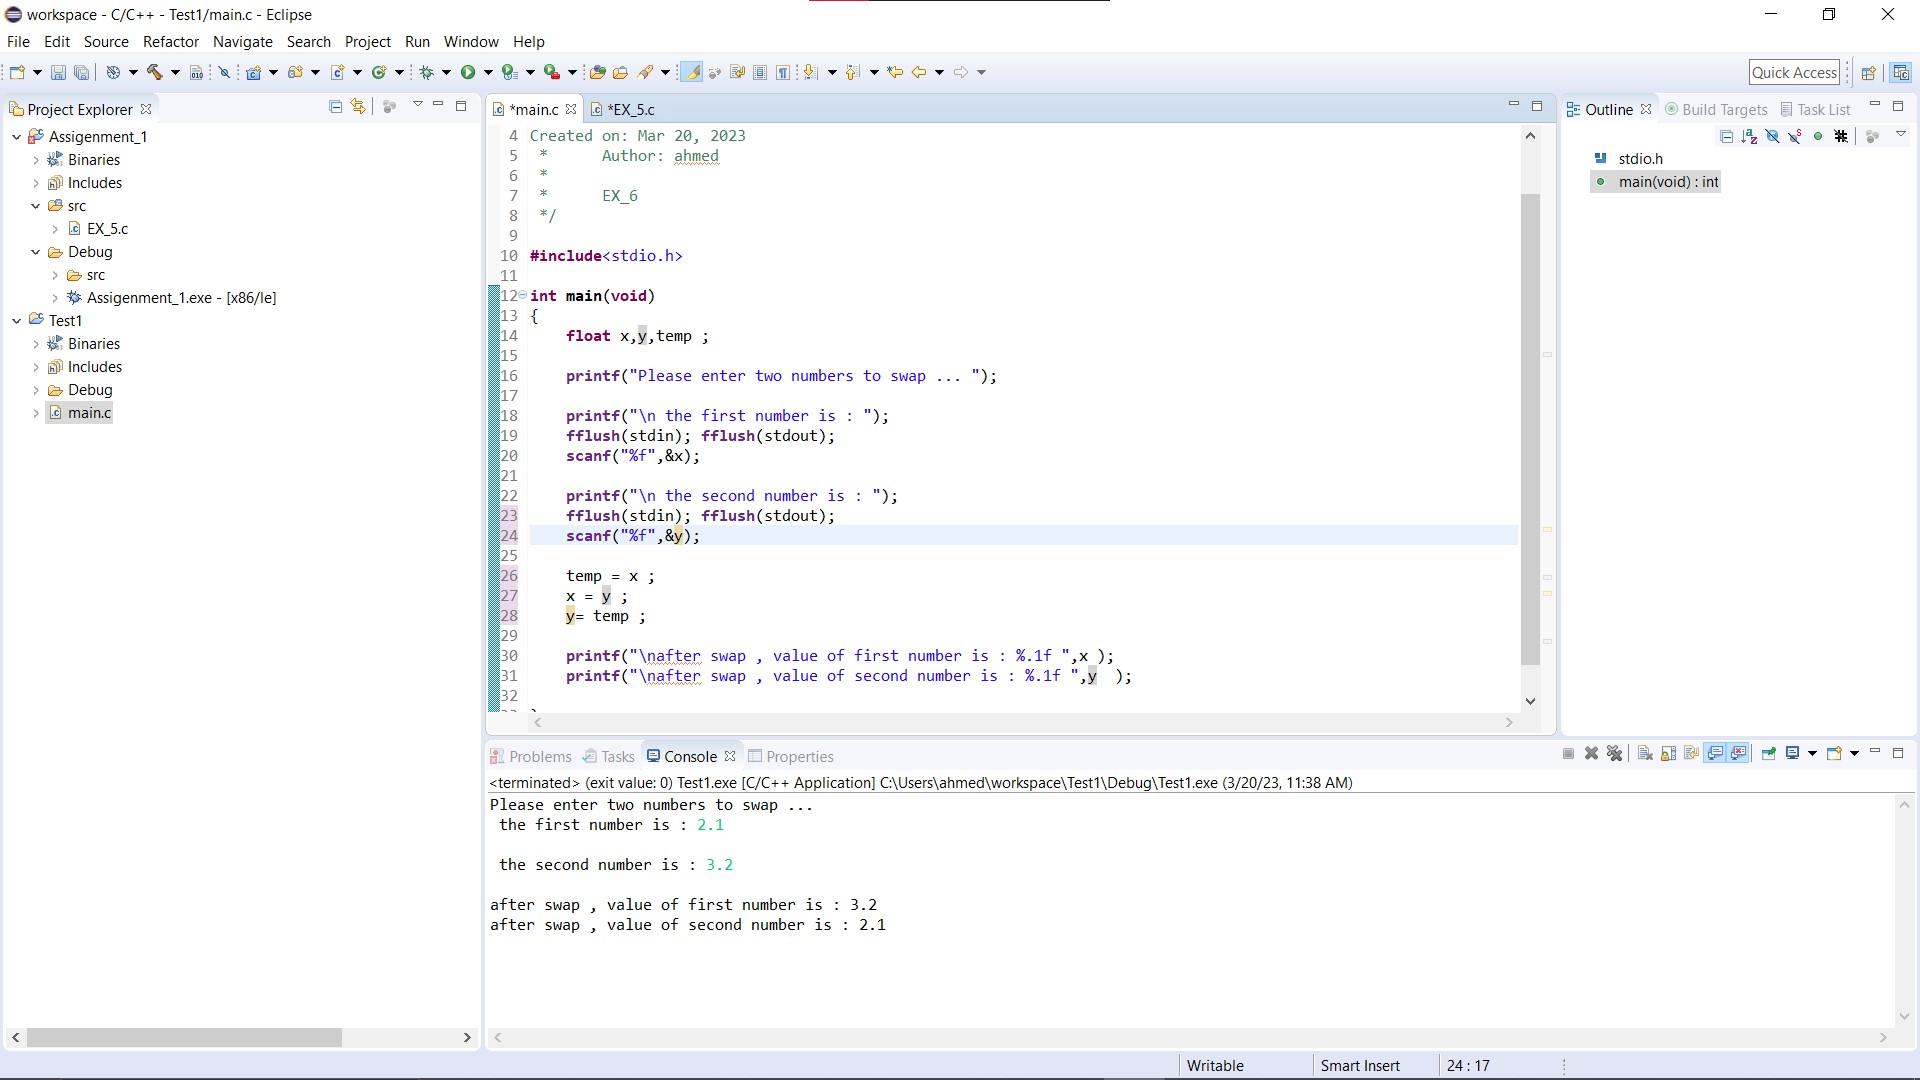 workspace - C/C++ - Test1/main.c - Eclipse
File Edit Source Refactor Navigate Search Project Run Window Help
Quick Access
Project Explorer
Assigenment_1
Binaries
Includes
src
EX_5.c
Debug
src
Assigenment_1.exe - [x86/le]
Test1
Binaries
Includes
Debug
main.c
*main.c *EX_5.c
4 Created on: Mar 20, 2023
5 *      Author: ahmed
6 *
7 *      EX_6
8 */
9
10 #include<stdio.h>
11
12 int main(void)
13 {
14     float x,y,temp ;
15
16     printf("Please enter two numbers to swap ... ");
17
18     printf("\n the first number is : ");
19     fflush(stdin); fflush(stdout);
20     scanf("%f",&x);
21
22     printf("\n the second number is : ");
23     fflush(stdin); fflush(stdout);
24     scanf("%f",&y);
25
26     temp = x ;
27     x = y ;
28     y= temp ;
29
30     printf("\nafter swap , value of first number is : %.1f ",x );
31     printf("\nafter swap , value of second number is : %.1f ",y  );
32
Outline Build Targets Task List
stdio.h
main(void) : int
Problems Tasks Console Properties
<terminated> (exit value: 0) Test1.exe [C/C++ Application] C:\Users\ahmed\workspace\Test1\Debug\Test1.exe (3/20/23, 11:38 AM)
Please enter two numbers to swap ...
the first number is : 2.1
the second number is : 3.2
after swap , value of first number is : 3.2
after swap , value of second number is : 2.1
Writable Smart Insert 24 : 17